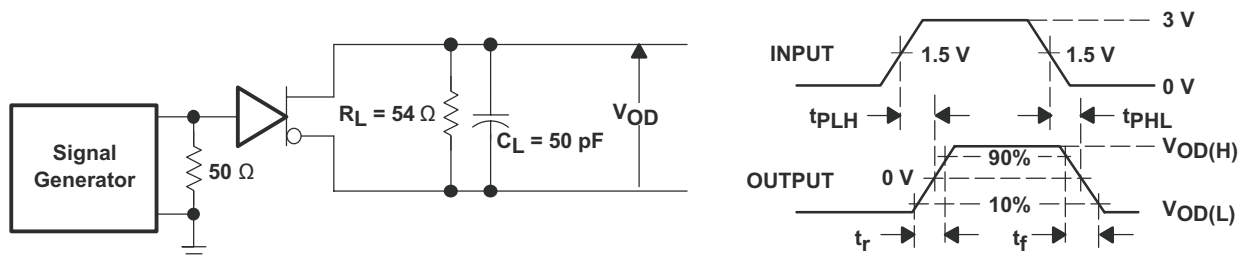 Signal
Generator
50 Ω
R_L = 54 Ω
C_L = 50 pF
V_OD
INPUT
3 V
1.5 V
1.5 V
0 V
t_PLH
t_PHL
OUTPUT
0 V
90%
10%
V_OD(H)
V_OD(L)
t_r
t_f